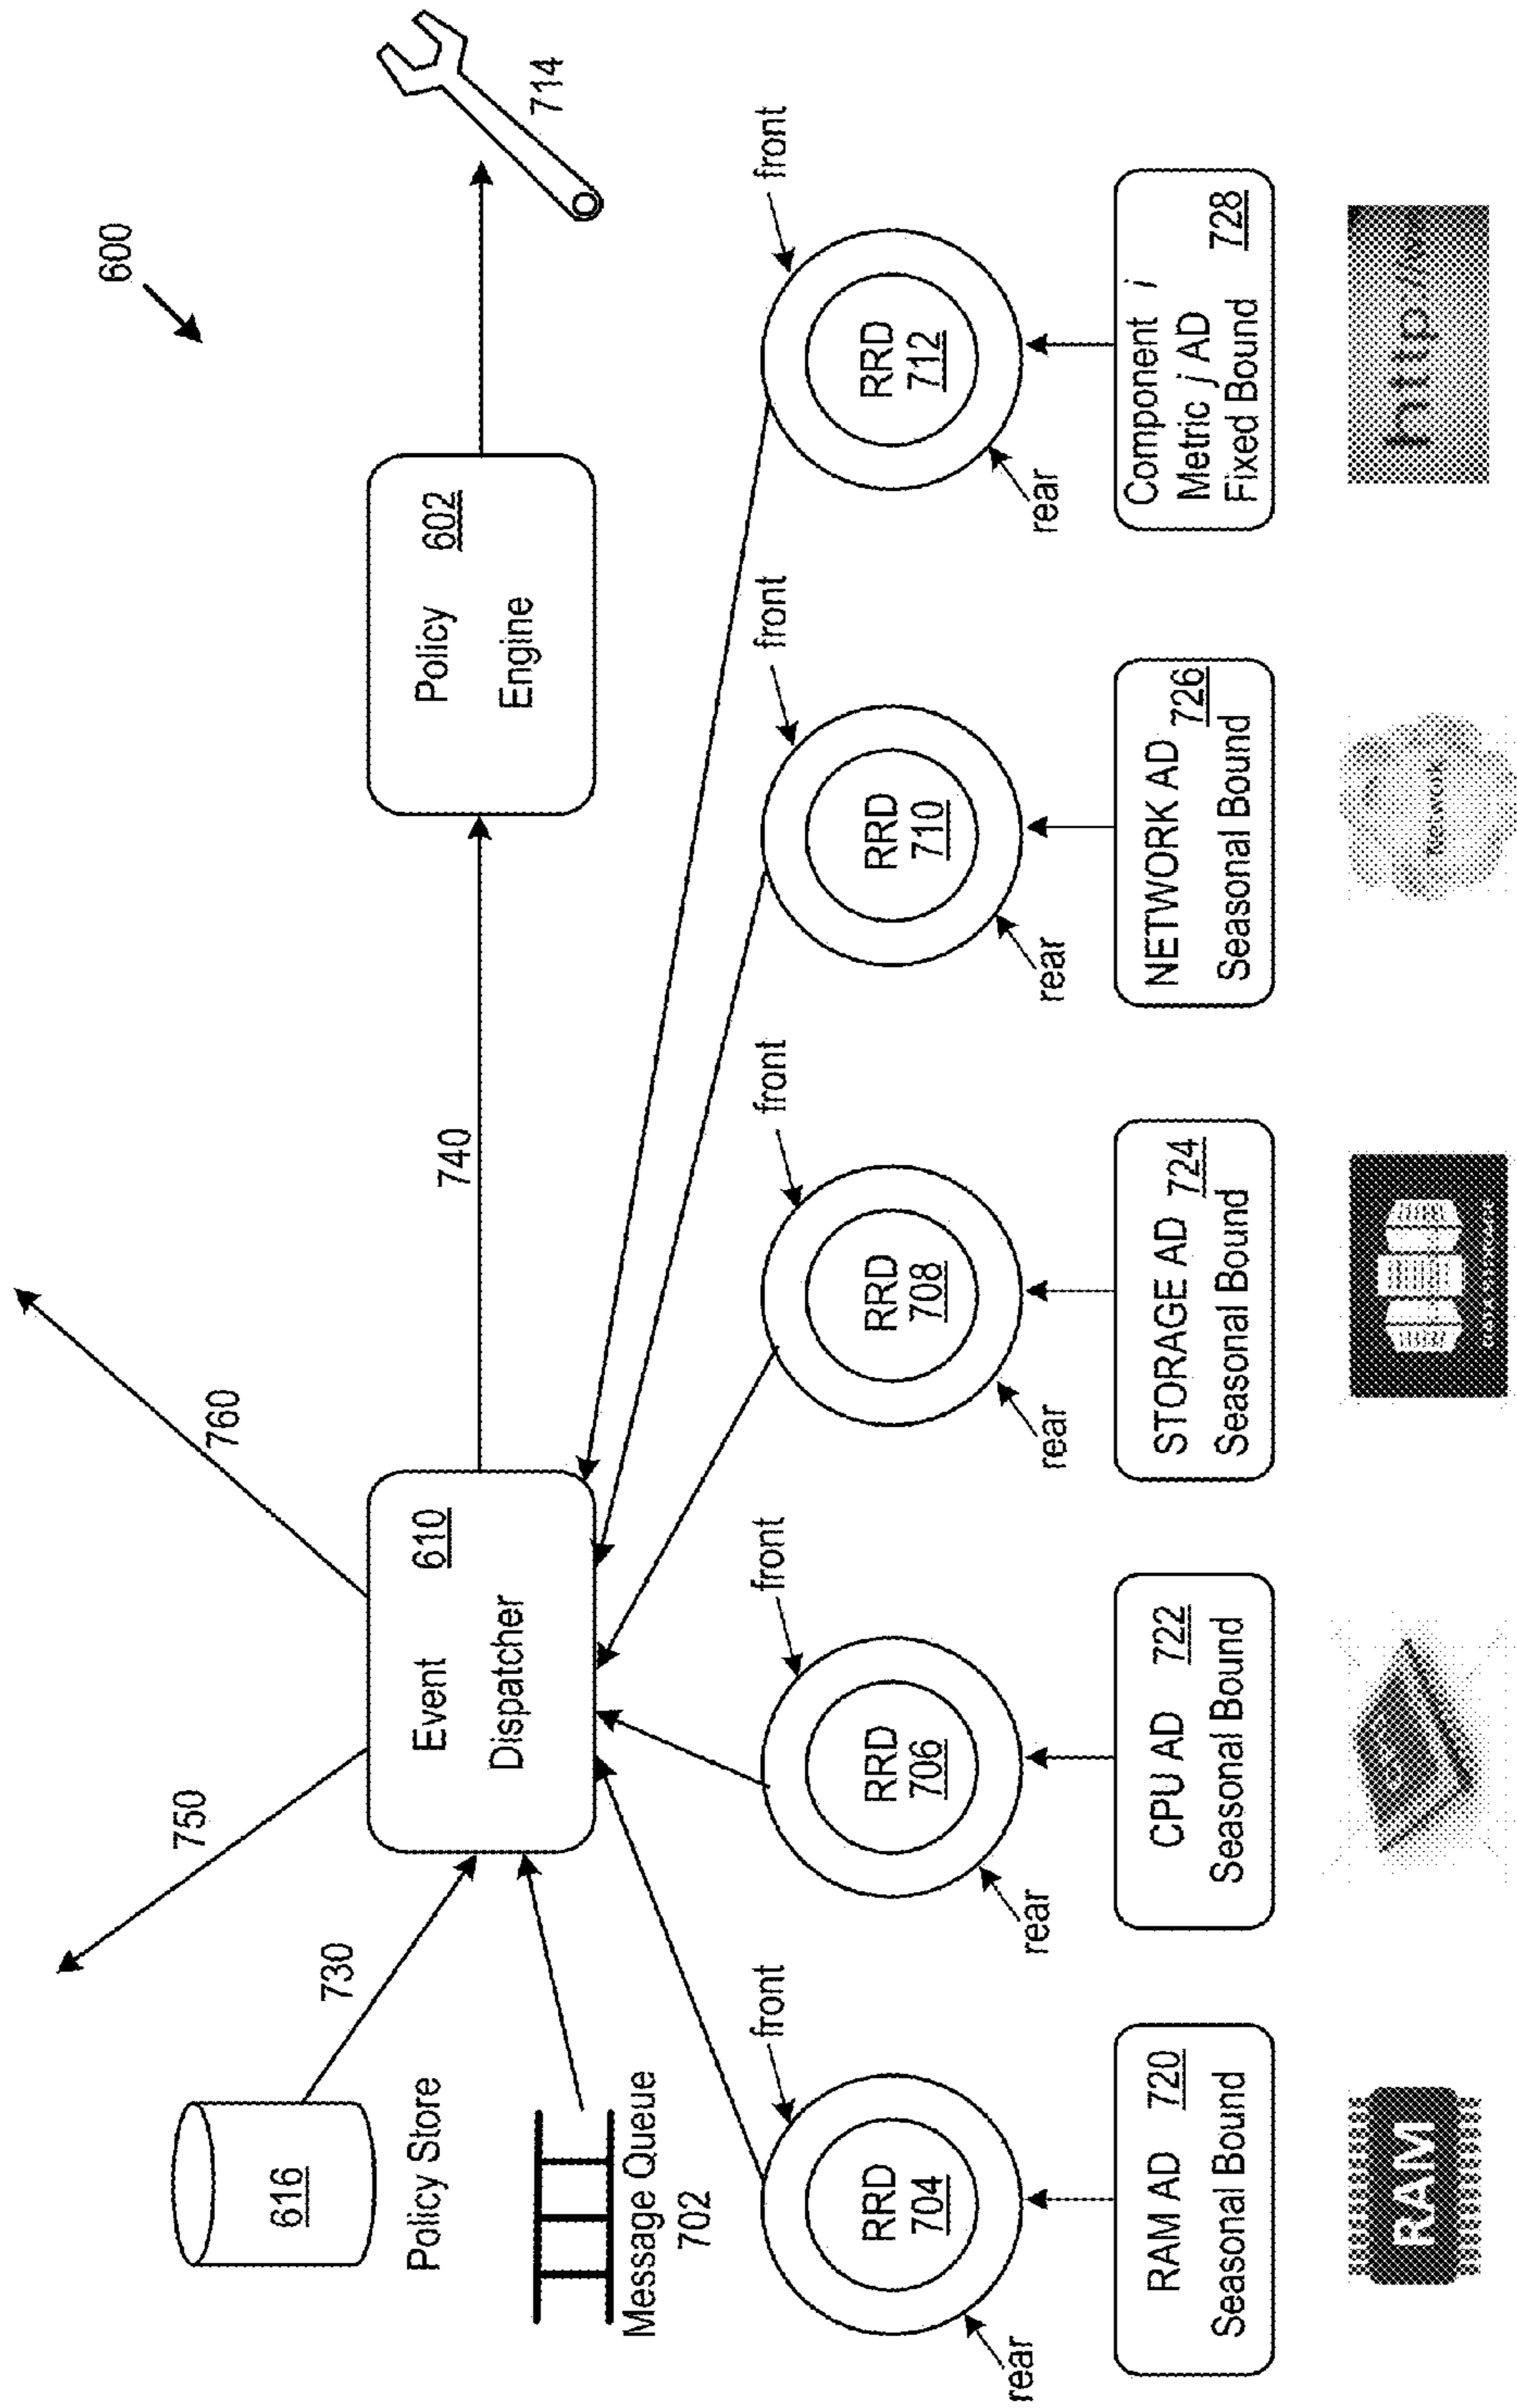 600
750
760
730
740
616
Policy Store
Event 610
Dispatcher
Policy 602
Engine
714
Message Queue
702
front
front
front
front
front
RRD
704
RRD
706
RRD
708
RRD
710
RRD
712
rear
rear
rear
rear
rear
RAM AD 720
Seasonal Bound
CPU AD 722
Seasonal Bound
STORAGE AD 724
Seasonal Bound
NETWORK AD 726
Seasonal Bound
Component i
Metric j AD
Fixed Bound 728
RAM
Network